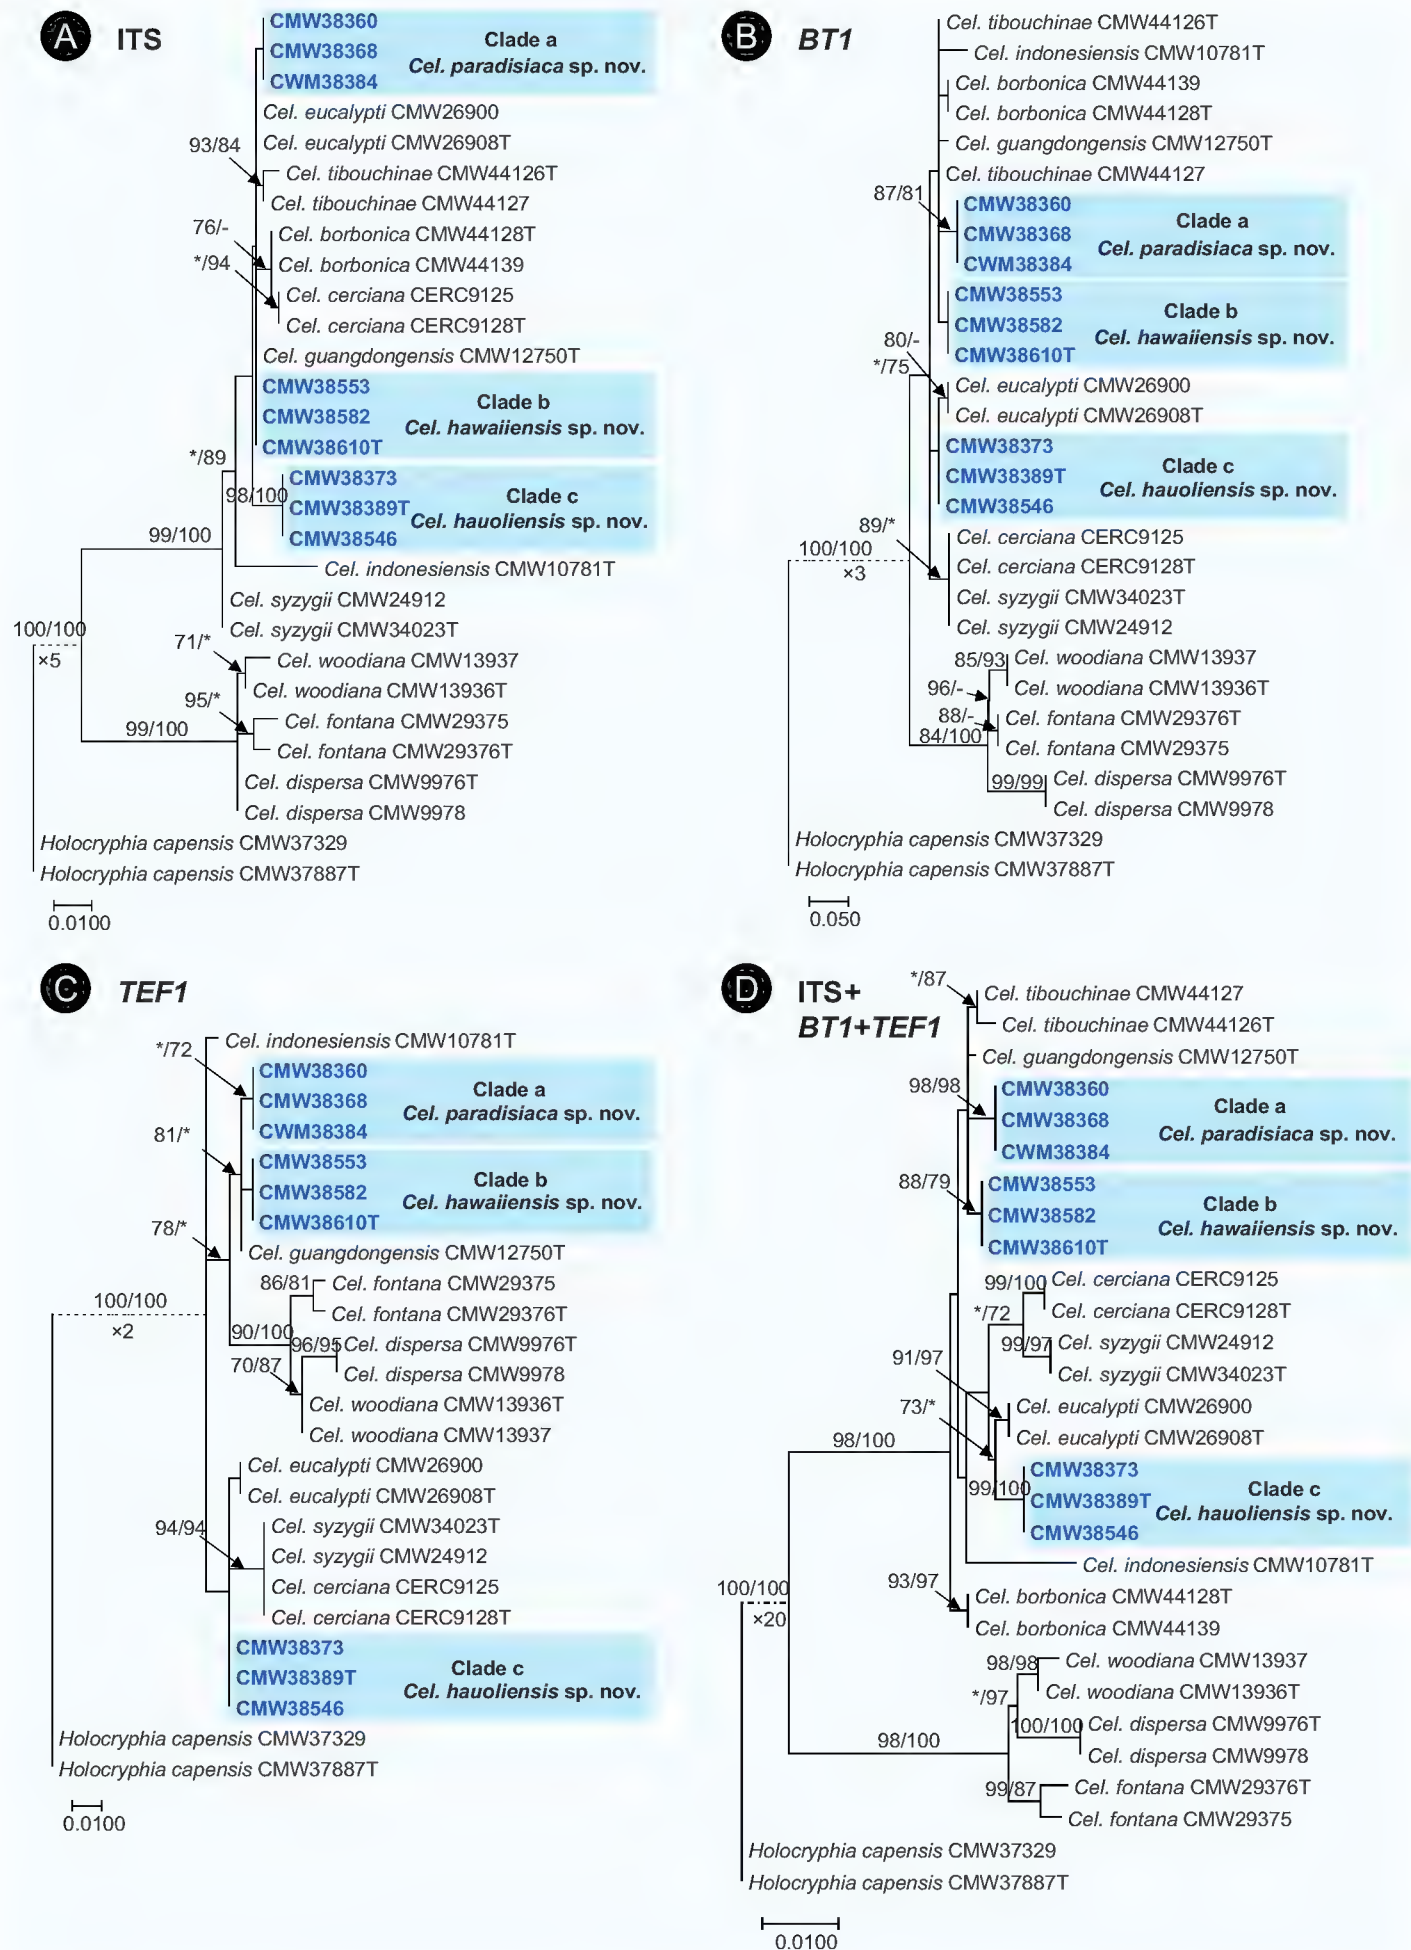 A ITS
CMW38360
CMW38368
CWM38384
Clade a
Cel. paradisiaca sp. nov.
Cel. eucalypti CMW26900
Cel. eucalypti CMW26908T
93/84
Cel. tibouchinae CMW44126T
Cel. tibouchinae CMW44127
76/-
Cel. borbonica CMW44128T
*/94
Cel. borbonica CMW44139
Cel. cerciana CERC9125
Cel. cerciana CERC9128T
Cel. guangdongensis CMW12750T
CMW38553
CMW38582
CMW38610T
Clade b
Cel. hawaiiensis sp. nov.
*/89
98/100
CMW38373
CMW38389T
CMW38546
Clade c
Cel. hauoliensis sp. nov.
99/100
Cel. indonesiensis CMW10781T
Cel. syzygii CMW24912
Cel. syzygii CMW34023T
100/100
×5
71/*
Cel. woodiana CMW13937
Cel. woodiana CMW13936T
95/*
Cel. fontana CMW29375
99/100
Cel. fontana CMW29376T
Cel. dispersa CMW9976T
Cel. dispersa CMW9978
Holocryphia capensis CMW37329
Holocryphia capensis CMW37887T
0.0100
B BT1
Cel. tibouchinae CMW44126T
Cel. indonesiensis CMW10781T
Cel. borbonica CMW44139
Cel. borbonica CMW44128T
Cel. guangdongensis CMW12750T
Cel. tibouchinae CMW44127
87/81
CMW38360
CMW38368
CWM38384
Clade a
Cel. paradisiaca sp. nov.
CMW38553
CMW38582
CMW38610T
Clade b
Cel. hawaiiensis sp. nov.
80/-
*/75
Cel. eucalypti CMW26900
Cel. eucalypti CMW26908T
CMW38373
CMW38389T
CMW38546
Clade c
Cel. hauoliensis sp. nov.
89/*
Cel. cerciana CERC9125
100/100
×3
Cel. cerciana CERC9128T
Cel. syzygii CMW34023T
Cel. syzygii CMW24912
85/93
Cel. woodiana CMW13937
96/-
Cel. woodiana CMW13936T
88/-
Cel. fontana CMW29376T
84/100
Cel. fontana CMW29375
99/99
Cel. dispersa CMW9976T
Cel. dispersa CMW9978
Holocryphia capensis CMW37329
Holocryphia capensis CMW37887T
0.050
C TEF1
Cel. indonesiensis CMW10781T
*/72
CMW38360
CMW38368
CWM38384
Clade a
Cel. paradisiaca sp. nov.
81/*
CMW38553
CMW38582
CMW38610T
Clade b
Cel. hawaiiensis sp. nov.
78/*
Cel. guangdongensis CMW12750T
86/81
Cel. fontana CMW29375
100/100
×2
Cel. fontana CMW29376T
90/100
96/95
Cel. dispersa CMW9976T
70/87
Cel. dispersa CMW9978
Cel. woodiana CMW13936T
Cel. woodiana CMW13937
Cel. eucalypti CMW26900
Cel. eucalypti CMW26908T
94/94
Cel. syzygii CMW34023T
Cel. syzygii CMW24912
Cel. cerciana CERC9125
Cel. cerciana CERC9128T
CMW38373
CMW38389T
CMW38546
Clade c
Cel. hauoliensis sp. nov.
Holocryphia capensis CMW37329
Holocryphia capensis CMW37887T
0.0100
D ITS+
BT1+TEF1
*/87
Cel. tibouchinae CMW44127
Cel. tibouchinae CMW44126T
Cel. guangdongensis CMW12750T
98/98
CMW38360
CMW38368
CWM38384
Clade a
Cel. paradisiaca sp. nov.
88/79
CMW38553
CMW38582
CMW38610T
Clade b
Cel. hawaiiensis sp. nov.
99/100
Cel. cerciana CERC9125
*/72
Cel. cerciana CERC9128T
99/97
Cel. syzygii CMW24912
Cel. syzygii CMW34023T
91/97
Cel. eucalypti CMW26900
73/*
Cel. eucalypti CMW26908T
99/100
CMW38373
CMW38389T
CMW38546
Clade c
Cel. hauoliensis sp. nov.
98/100
Cel. indonesiensis CMW10781T
93/97
Cel. borbonica CMW44128T
Cel. borbonica CMW44139
100/100
×20
98/98
Cel. woodiana CMW13937
*/97
Cel. woodiana CMW13936T
100/100
Cel. dispersa CMW9976T
98/100
Cel. dispersa CMW9978
99/87
Cel. fontana CMW29376T
Cel. fontana CMW29375
Holocryphia capensis CMW37329
Holocryphia capensis CMW37887T
0.0100